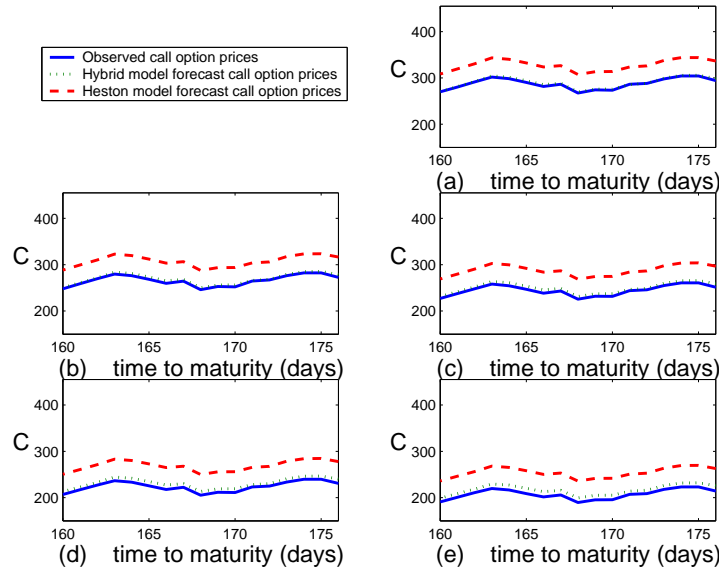 Observed call option prices
Hybrid model forecast call option prices
Heston model forecast call option prices
400
300
200
C
160 165 170 175
(a) time to maturity (days)
400
300
200
C
160 165 170 175
(b) time to maturity (days)
400
300
200
C
160 165 170 175
(c) time to maturity (days)
400
300
200
C
160 165 170 175
(d) time to maturity (days)
400
300
200
C
160 165 170 175
(e) time to maturity (days)